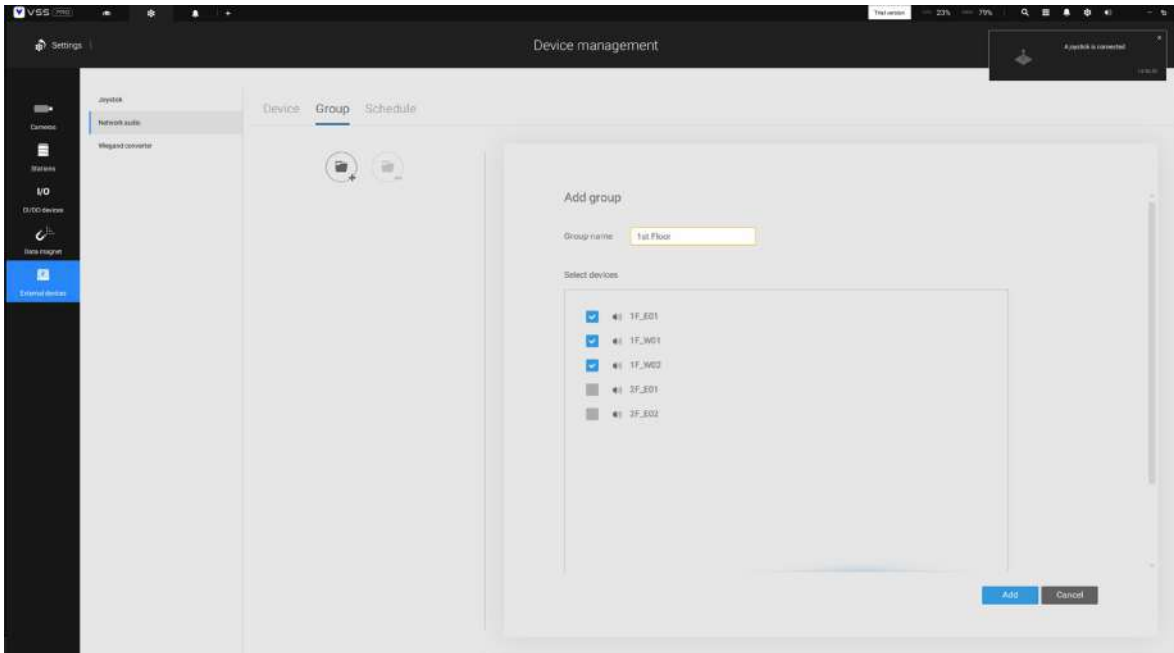 VSS PRO
+
Trial version
23%
79%
Settings
Device management
A joystick is connected
Cameras
Stations
I/O
DI/DO devices
Data magnet
External devices
Joystick
Network audio
Wiegand converter
Device Group Schedule
Add group
Group name 1st Floor
Select devices
1F_E01
1F_W01
1F_W02
2F_E01
2F_E02
Add Cancel